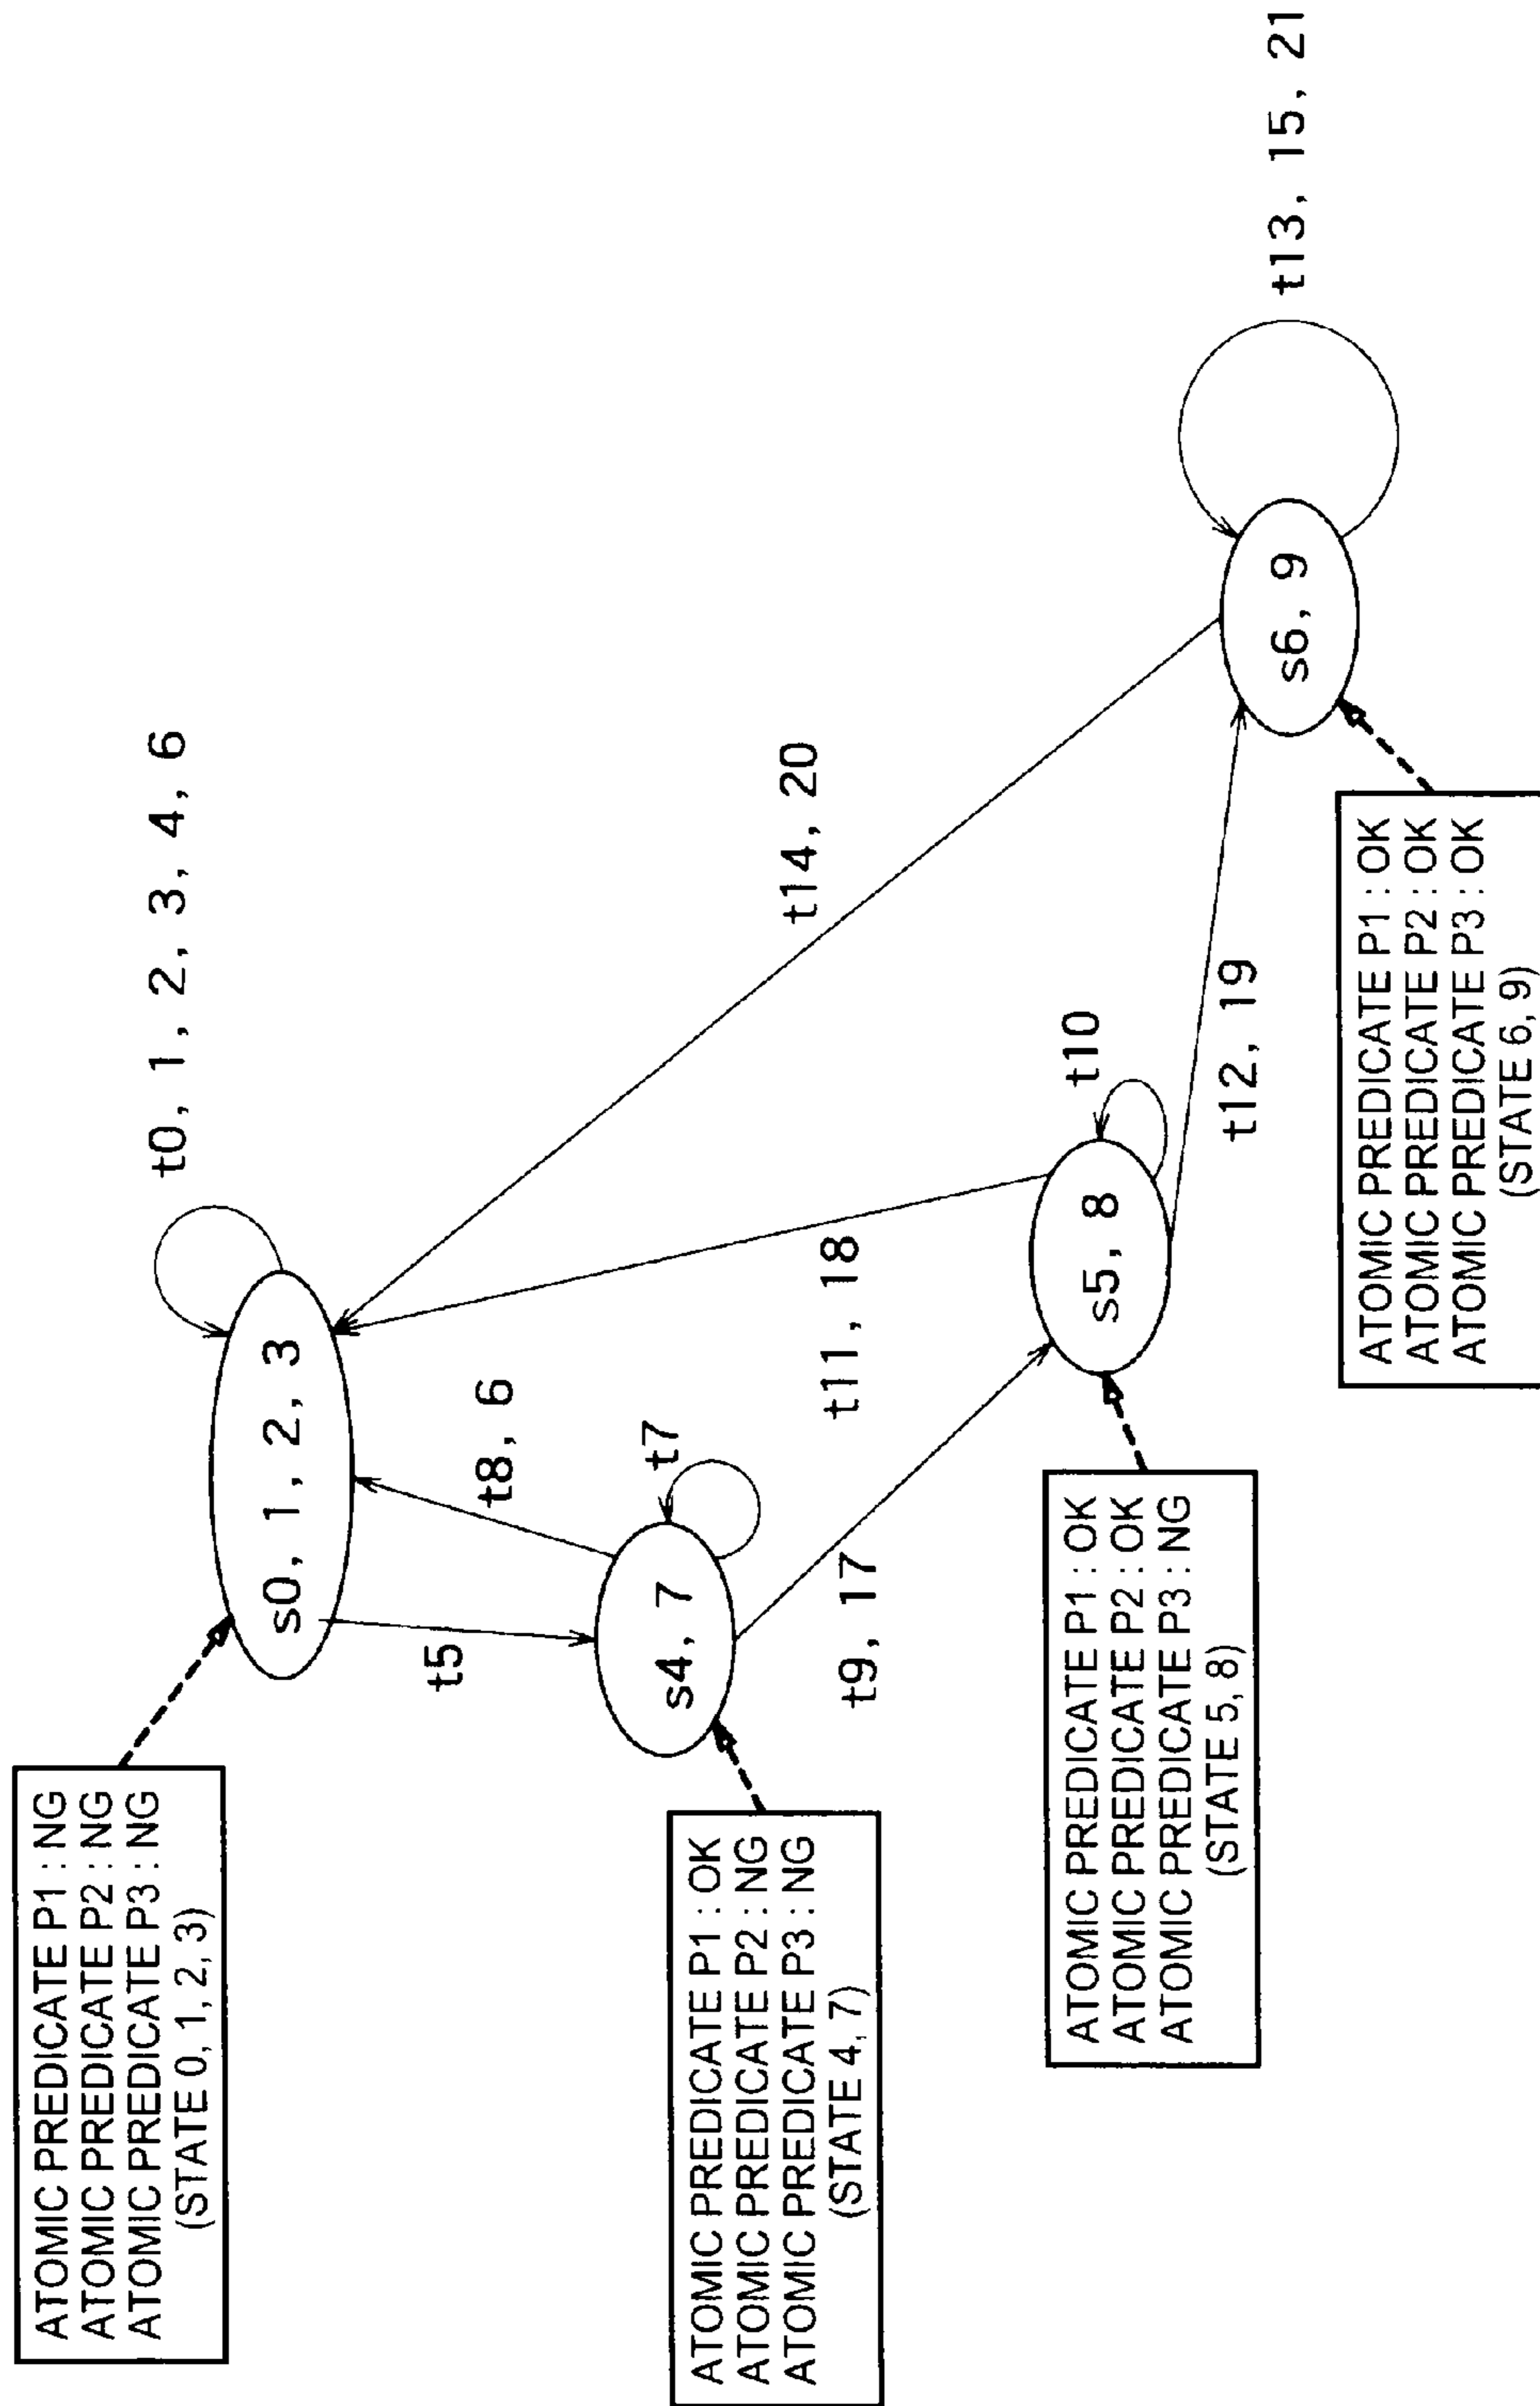 ATOMIC PREDICATE P1 : NG
ATOMIC PREDICATE P2 : NG
ATOMIC PREDICATE P3 : NG
(STATE 0, 1, 2, 3)
s0, 1, 2, 3
t0, 1, 2, 3, 4, 6
t5
t8, 6
ATOMIC PREDICATE P1 : OK
ATOMIC PREDICATE P2 : NG
ATOMIC PREDICATE P3 : NG
(STATE 4, 7)
s4, 7
t7
t9, 17
t11, 18
t14, 20
ATOMIC PREDICATE P1 : OK
ATOMIC PREDICATE P2 : OK
ATOMIC PREDICATE P3 : NG
(STATE 5, 8)
s5, 8
t10
t12, 19
s6, 9
t13, 15, 21
ATOMIC PREDICATE P1 : OK
ATOMIC PREDICATE P2 : OK
ATOMIC PREDICATE P3 : OK
(STATE 6, 9)